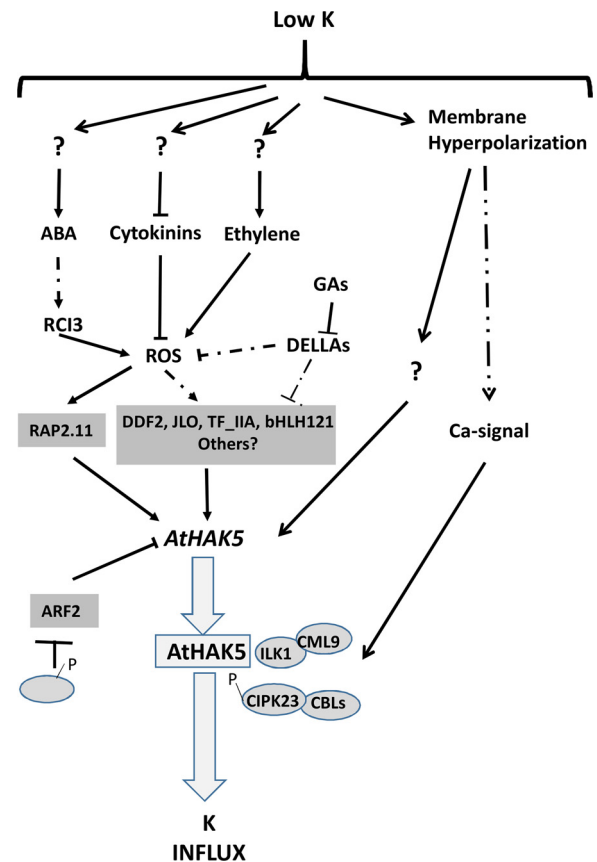 Low K
Membrane
Hyperpolarization
? ? ?
ABA Cytokinins Ethylene
GAs
RCI3
ROS DELLAs
?
DDF2, JLO, TF_IIA, bHLH121
Others?
RAP2.11
Ca-signal
AtHAK5
ARF2
AtHAK5 ILK1 CML9
P
P
CIPK23 CBLs
K
INFLUX